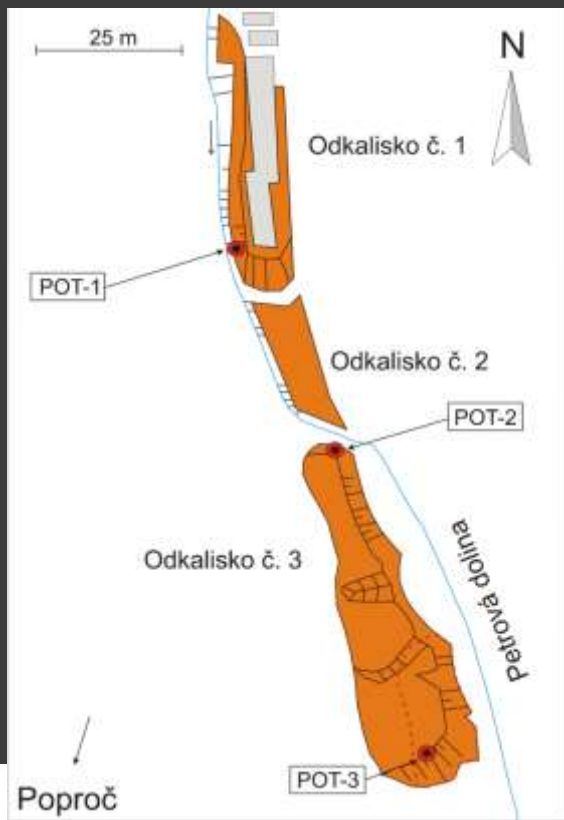 25 m
N
Odkalisko č. 1
POT-1
Odkalisko č. 2
POT-2
Odkalisko č. 3
Petrová dolina
POT-3
Poproč